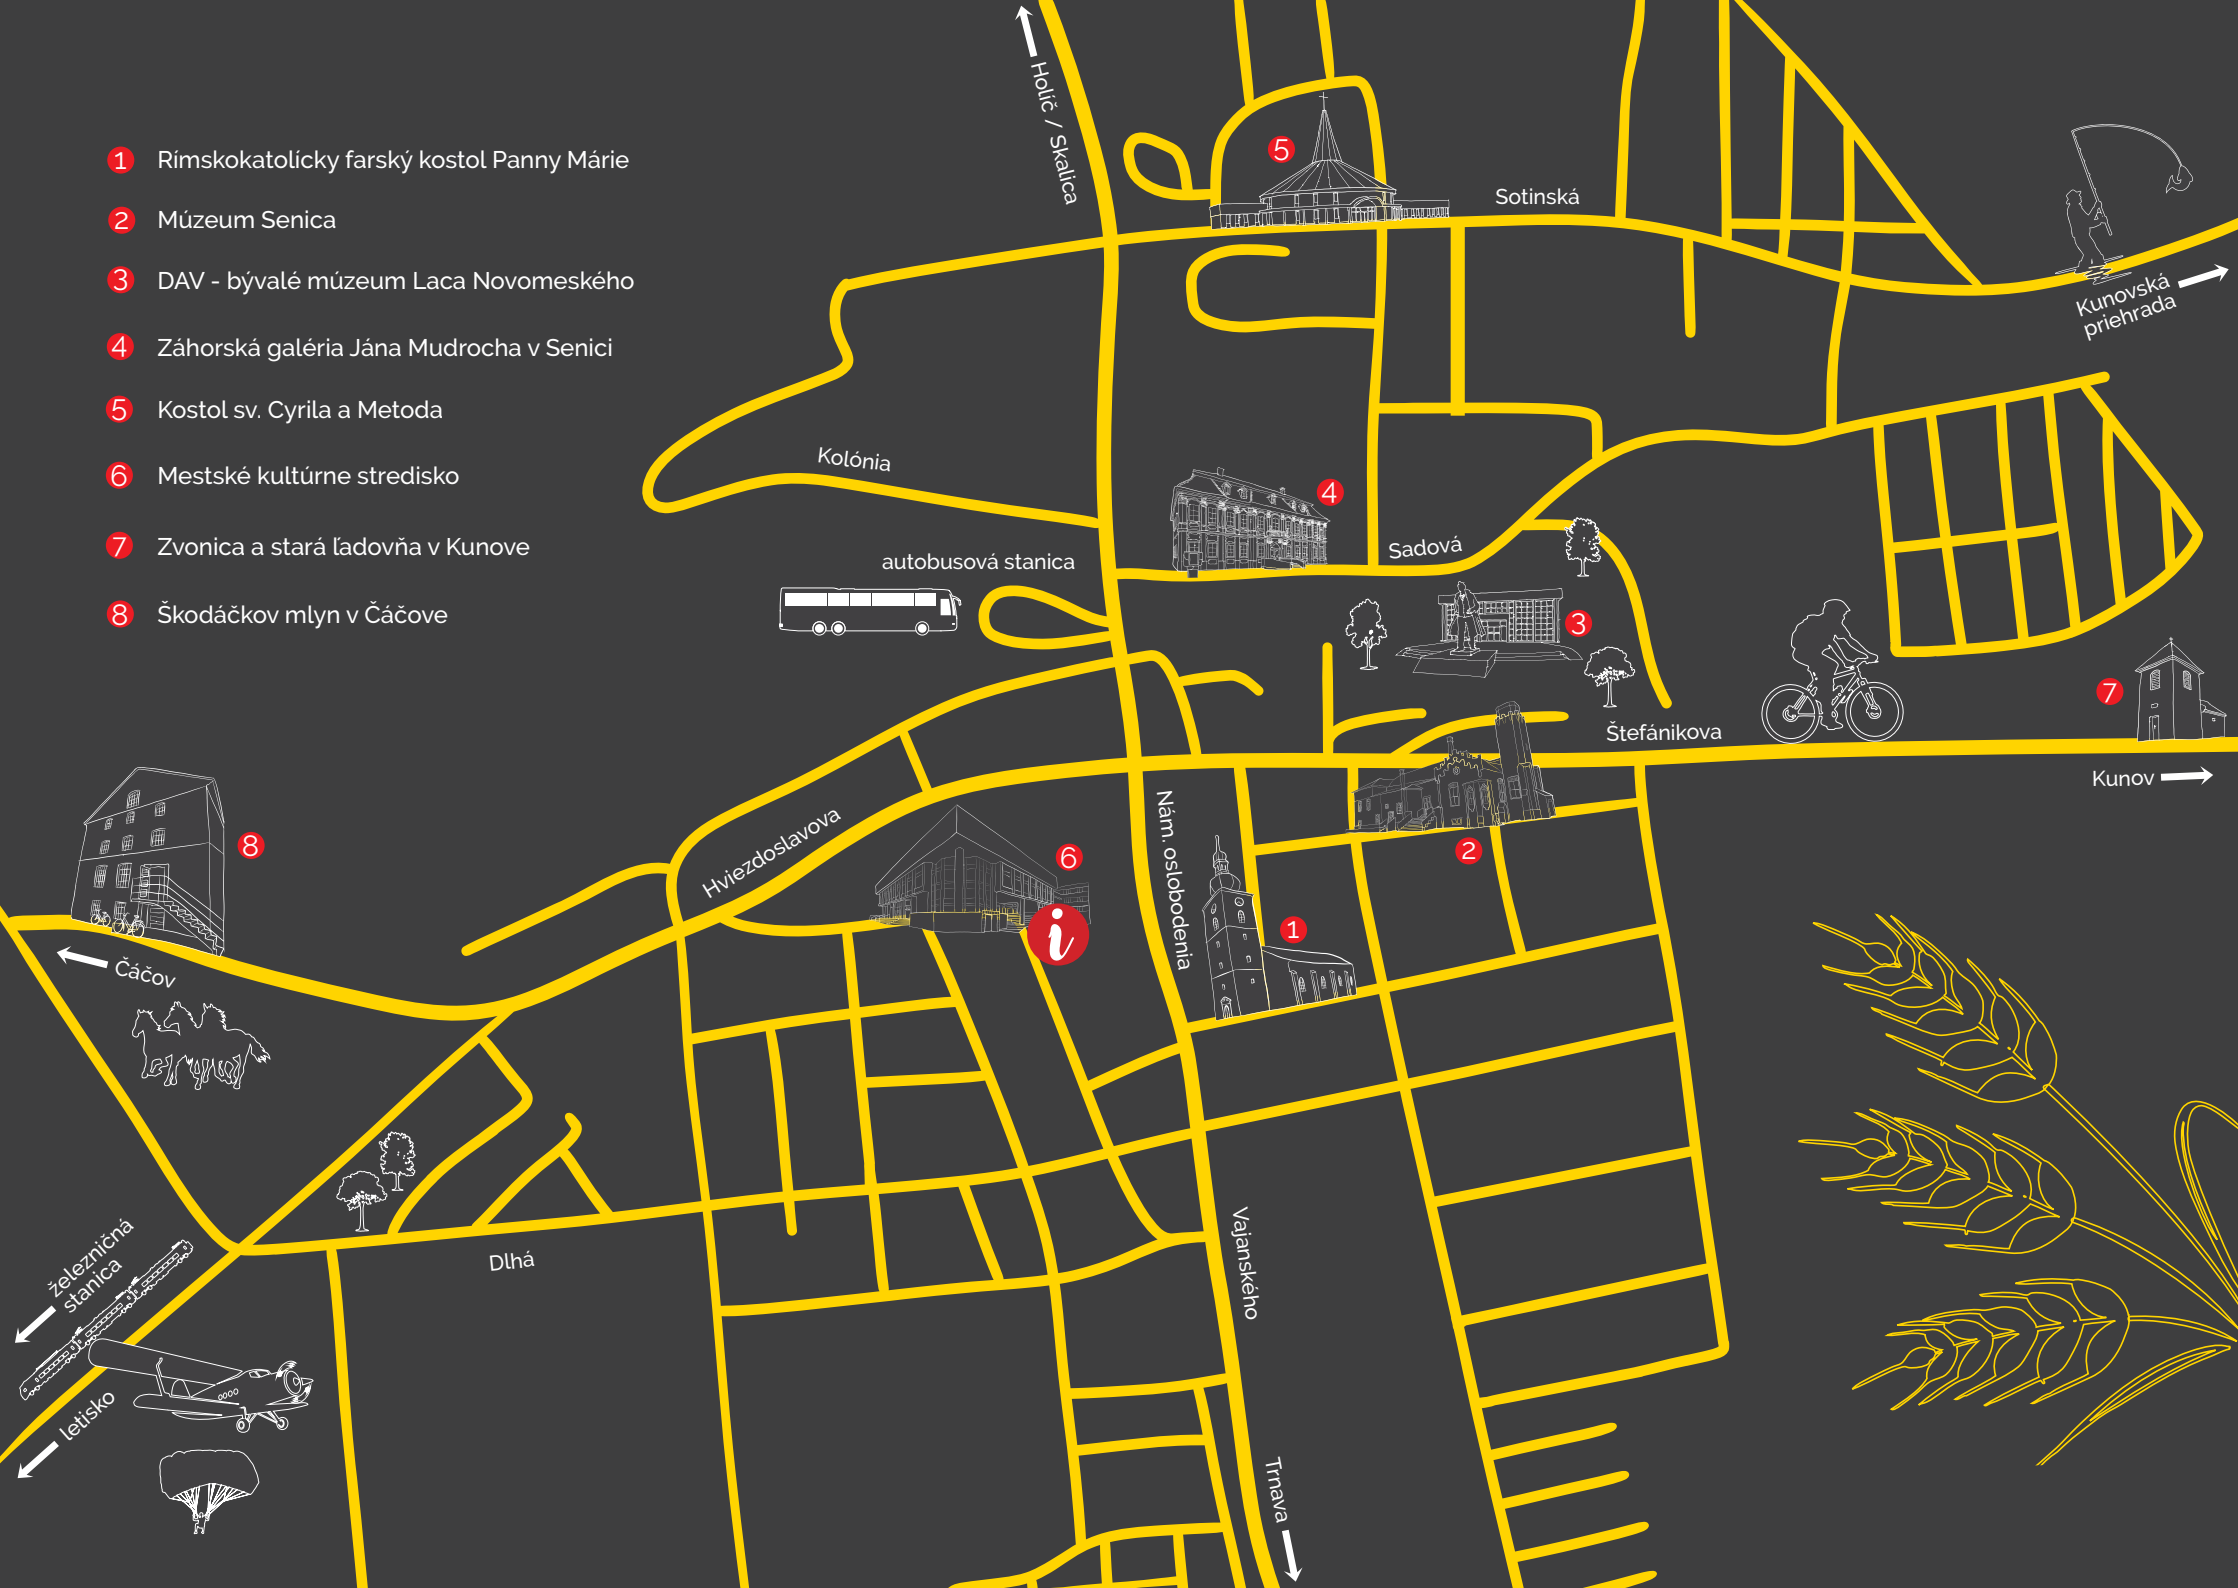 1 Rímskokatolícky farský kostol Panny Márie
2 Múzeum Senica
3 DAV - bývalé múzeum Laca Novomeského
4 Záhorská galéria Jána Mudrocha v Senici
5 Kostol sv. Cyrila a Metoda
6 Mestské kultúrne stredisko
7 Zvonica a stará ľadovňa v Kunove
8 Škodáčkov mlyn v Čáčove
Holíč / Skalica
5
Sotinská
Kunovská
priehrada
Kolónia
4
Sadová
autobusová stanica
3
7
Štefánikova
Kunov
8
Hviezdoslavova
6
i
Nám. oslobodenia
2
1
Čáčov
železničná
stanica
Dlhá
Vajanského
letisko
Trnava